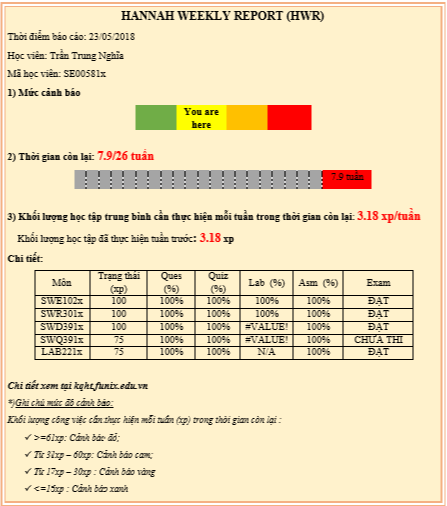 HANNAH WEEKLY REPORT (HWR)
Thời điểm báo cáo: 23/05/2018
Học viên: Trần Trung Nghĩa
Mã học viên: SE00581x
1) Mức cảnh báo
You are
here
2) Thời gian còn lại: 7.9/26 tuần
7.9 tuần
3) Khối lượng học tập trung bình cần thực hiện mỗi tuần trong thời gian còn lại: 3.18 xp/tuần
Khối lượng học tập đã thực hiện tuần trước: 3.18 xp
Chi tiết:
Môn Trạng thái (xp) Ques (%) Quiz (%) Lab (%) Asm (%) Exam
SWE102x 100 100% 100% 100% 100% ĐẠT
SWR301x 100 100% 100% 100% 100% ĐẠT
SWD391x 100 100% 100% #VALUE! 100% ĐẠT
SWQ391x 75 100% 100% #VALUE! 100% CHƯA THI
LAB221x 75 100% 100% N/A 100% ĐẠT
Chi tiết xem tại kqht.funix.edu.vn
*)Ghi chú mức độ cảnh báo:
Khối lượng công việc cần thực hiện mỗi tuần (xp) trong thời gian còn lại :
✓ >=61xp: Cảnh báo đỏ;
✓ Từ 31xp – 60xp: Cảnh báo cam;
✓ Từ 17xp – 30xp : Cảnh báo vàng
✓ <=16xp : Cảnh báo xanh